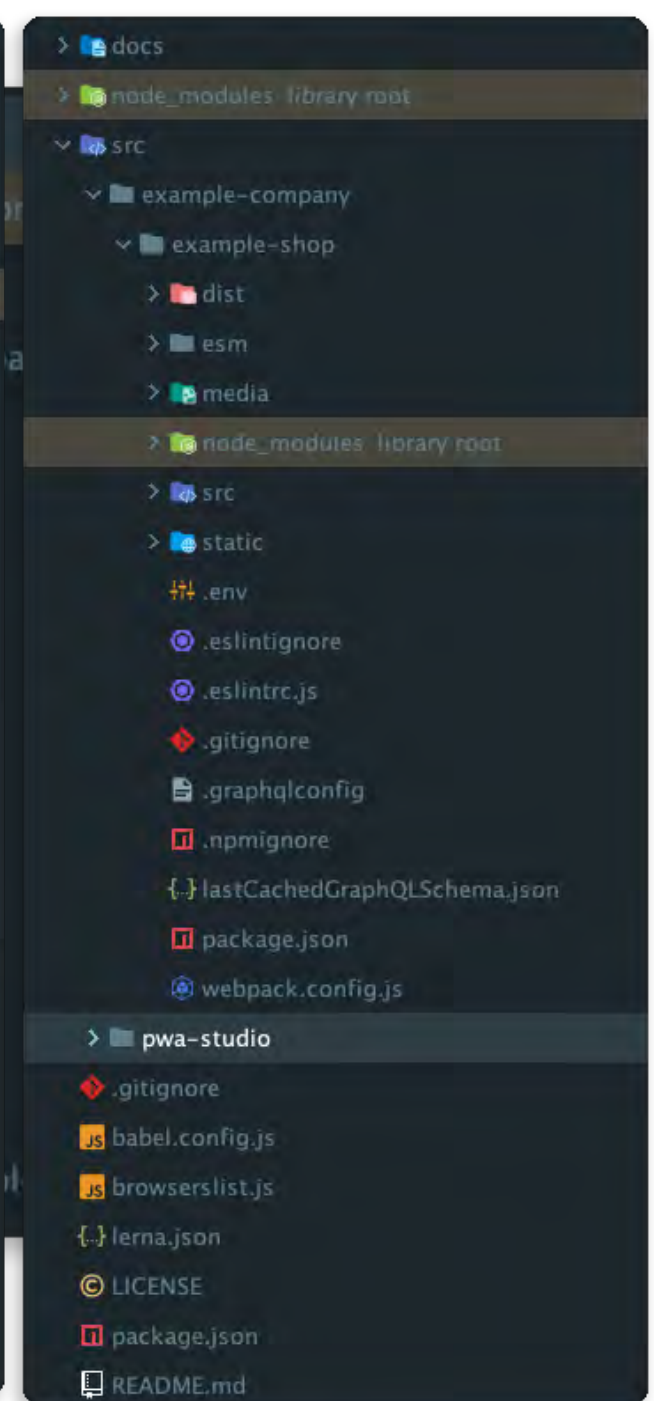 docs
node_modules library root
src
example-company
example-shop
dist
esm
media
node_modules library root
src
static
.env
.eslintignore
.eslintrc.js
.gitignore
.graphqlconfig
.npmignore
lastCachedGraphQLSchema.json
package.json
webpack.config.js
pwa-studio
.gitignore
babel.config.js
browserslist.js
lerna.json
LICENSE
package.json
README.md